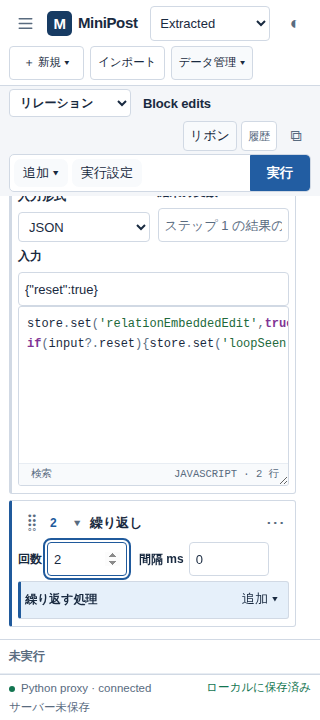 M MiniPost Extracted
＋ 新規 ▾ インポート データ管理 ▾
リレーション Block edits
リボン 履歴
追加 ▾ 実行設定 実行
入力形式
JSON ステップ 1 の結果の
入力
{"reset":true}
store.set('relationEmbeddedEdit',true
if(input?.reset){store.set('loopSeen
検索 JAVASCRIPT · 2 行
2 ▾ 繰り返し ···
回数 2 間隔 ms 0
繰り返す処理 追加 ▾
未実行
Python proxy · connected ローカルに保存済み
サーバー未保存